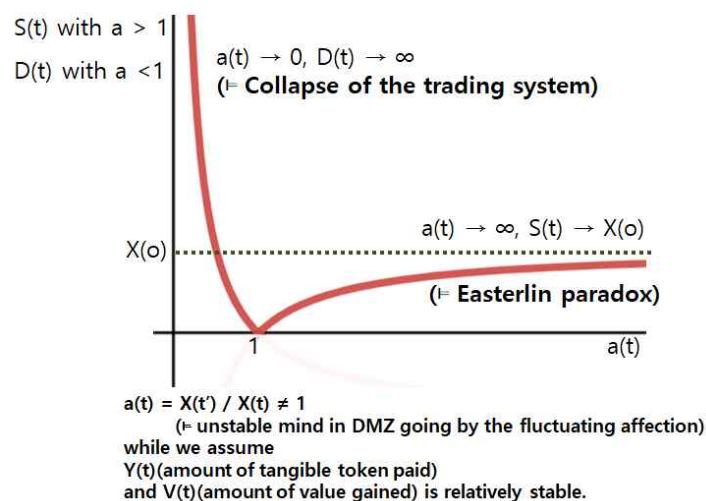 S(t) with a > 1
D(t) with a <1
a(t) → 0, D(t) → ∞
(⊨ Collapse of the trading system)
a(t) → ∞, S(t) → X(o)
X(o)
(⊨ Easterlin paradox)
1
a(t)
a(t) = X(t′) / X(t) ≠ 1
(⊨ unstable mind in DMZ going by the fluctuating affection)
while we assume
Y(t)(amount of tangible token paid)
and V(t)(amount of value gained) is relatively stable.